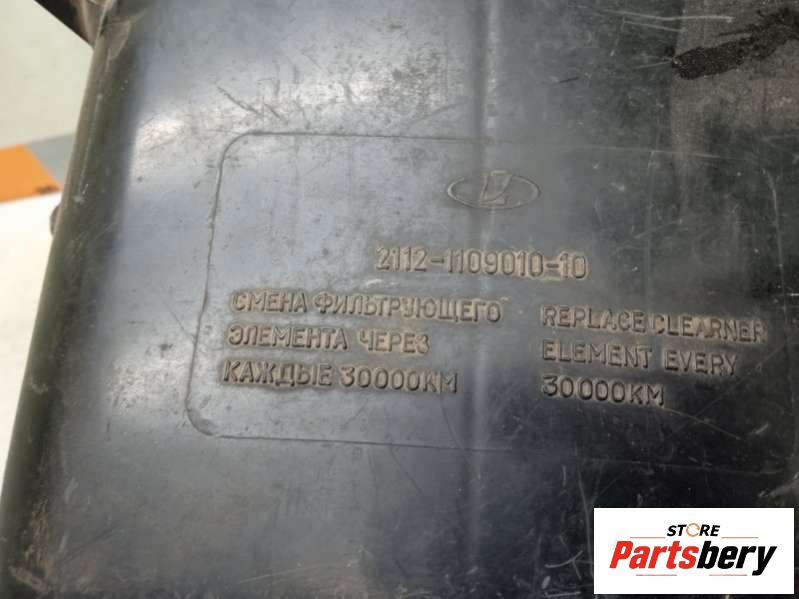 2112-1109010-10
СМЕНА ФИЛЬТРУЮЩЕГО
ЭЛЕМЕНТА ЧЕРЕЗ
КАЖДЫЕ 30000КМ
REPLACE CLEARNER
ELEMENT EVERY
30000KM
STORE
Partsbery